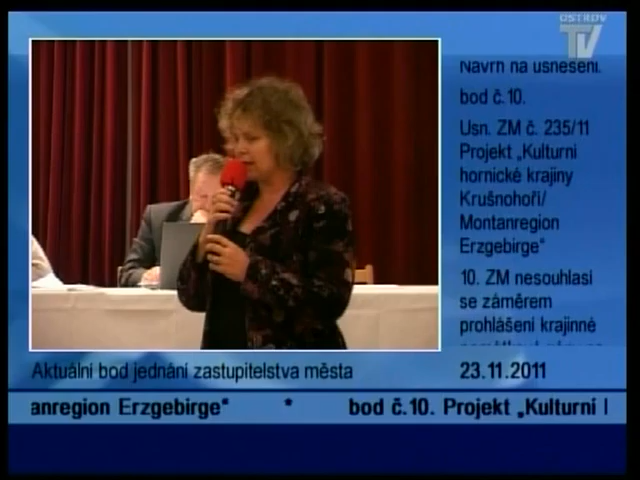 OSTROV
TV
Návrh na usnesení.
bod č.10.
Usn. ZM č. 235/11
Projekt „Kulturní
hornické krajiny
Krušnohoří/
Montanregion
Erzgebirge“
10. ZM nesouhlasí
se záměrem
prohlášení krajinné
Aktuální bod jednání zastupitelstva města
23.11.2011
anregion Erzgebirge“ * bod č.10. Projekt „Kulturní